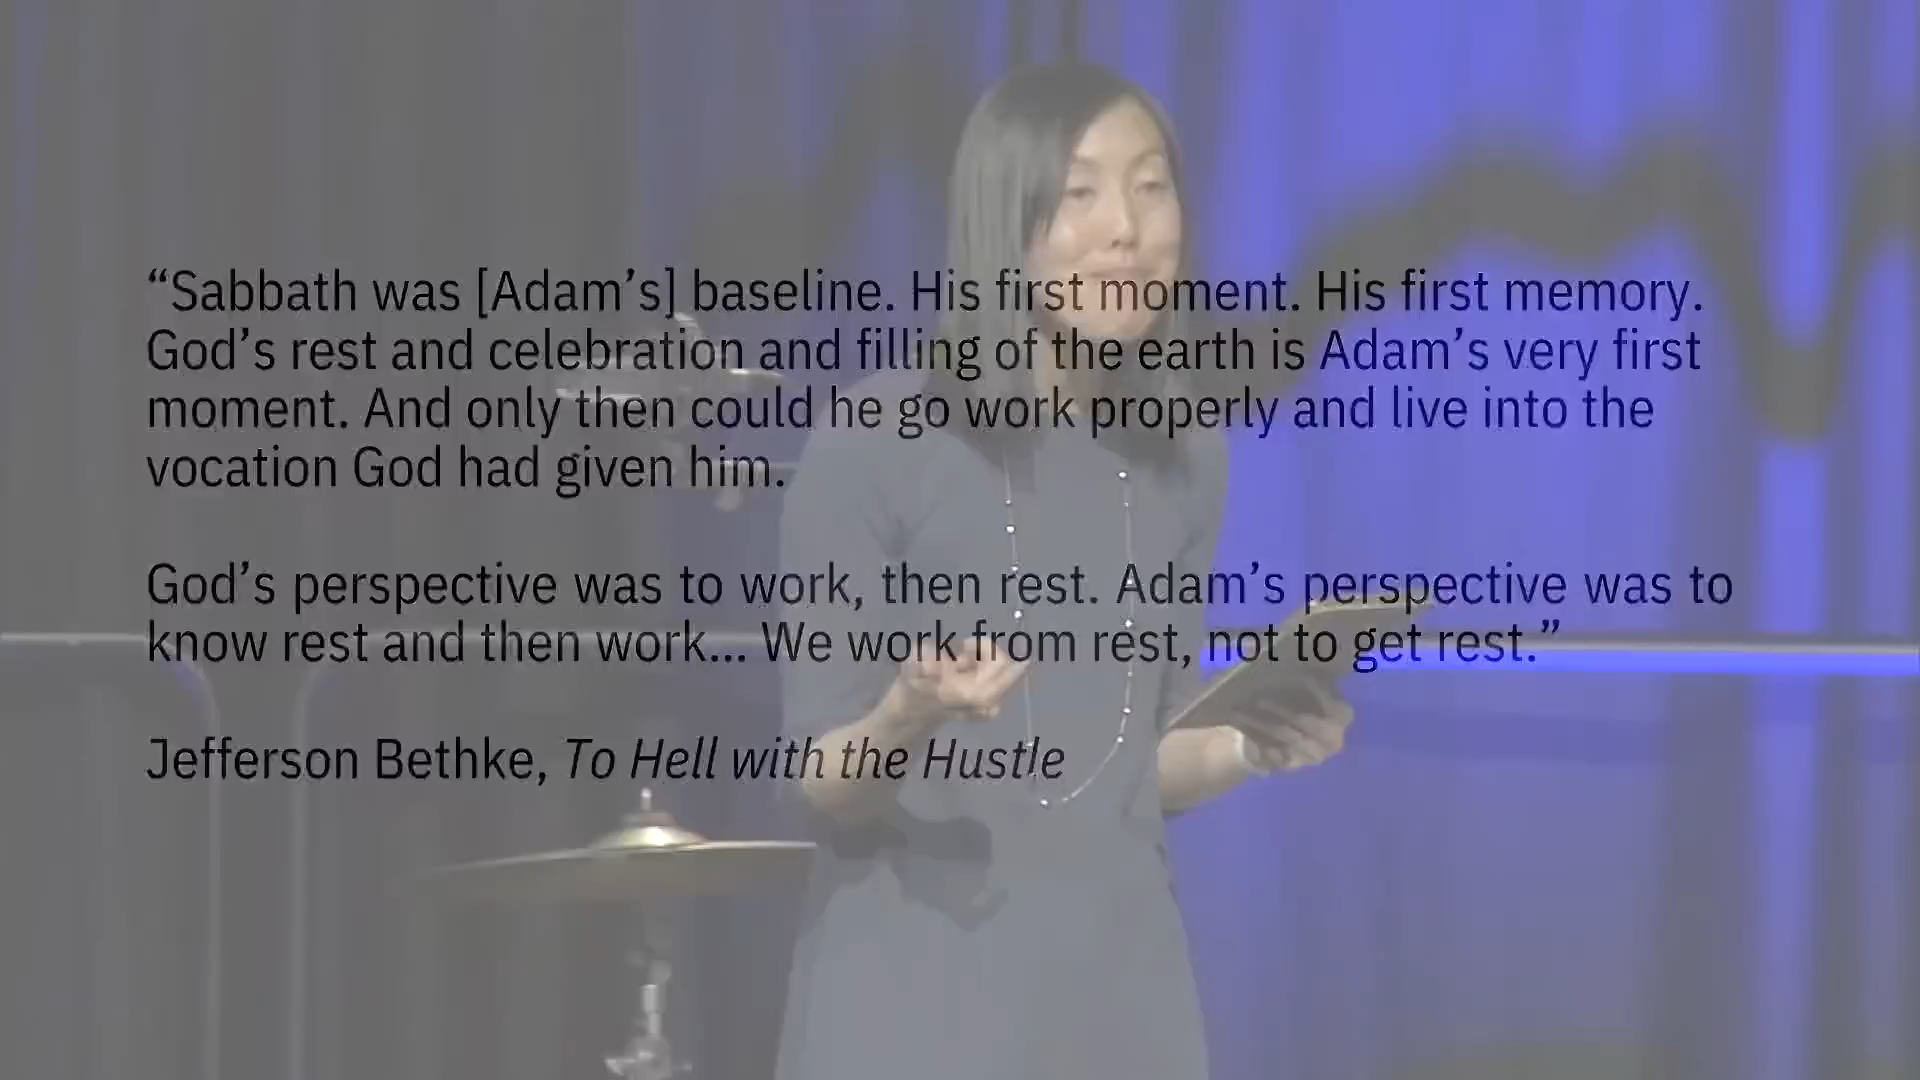 “Sabbath was [Adam’s] baseline. His first moment. His first memory.
God’s rest and celebration and filling of the earth is Adam’s very first
moment. And only then could he go work properly and live into the
vocation God had given him.
God’s perspective was to work, then rest. Adam’s perspective was to
know rest and then work... We work from rest, not to get rest.”
Jefferson Bethke, To Hell with the Hustle